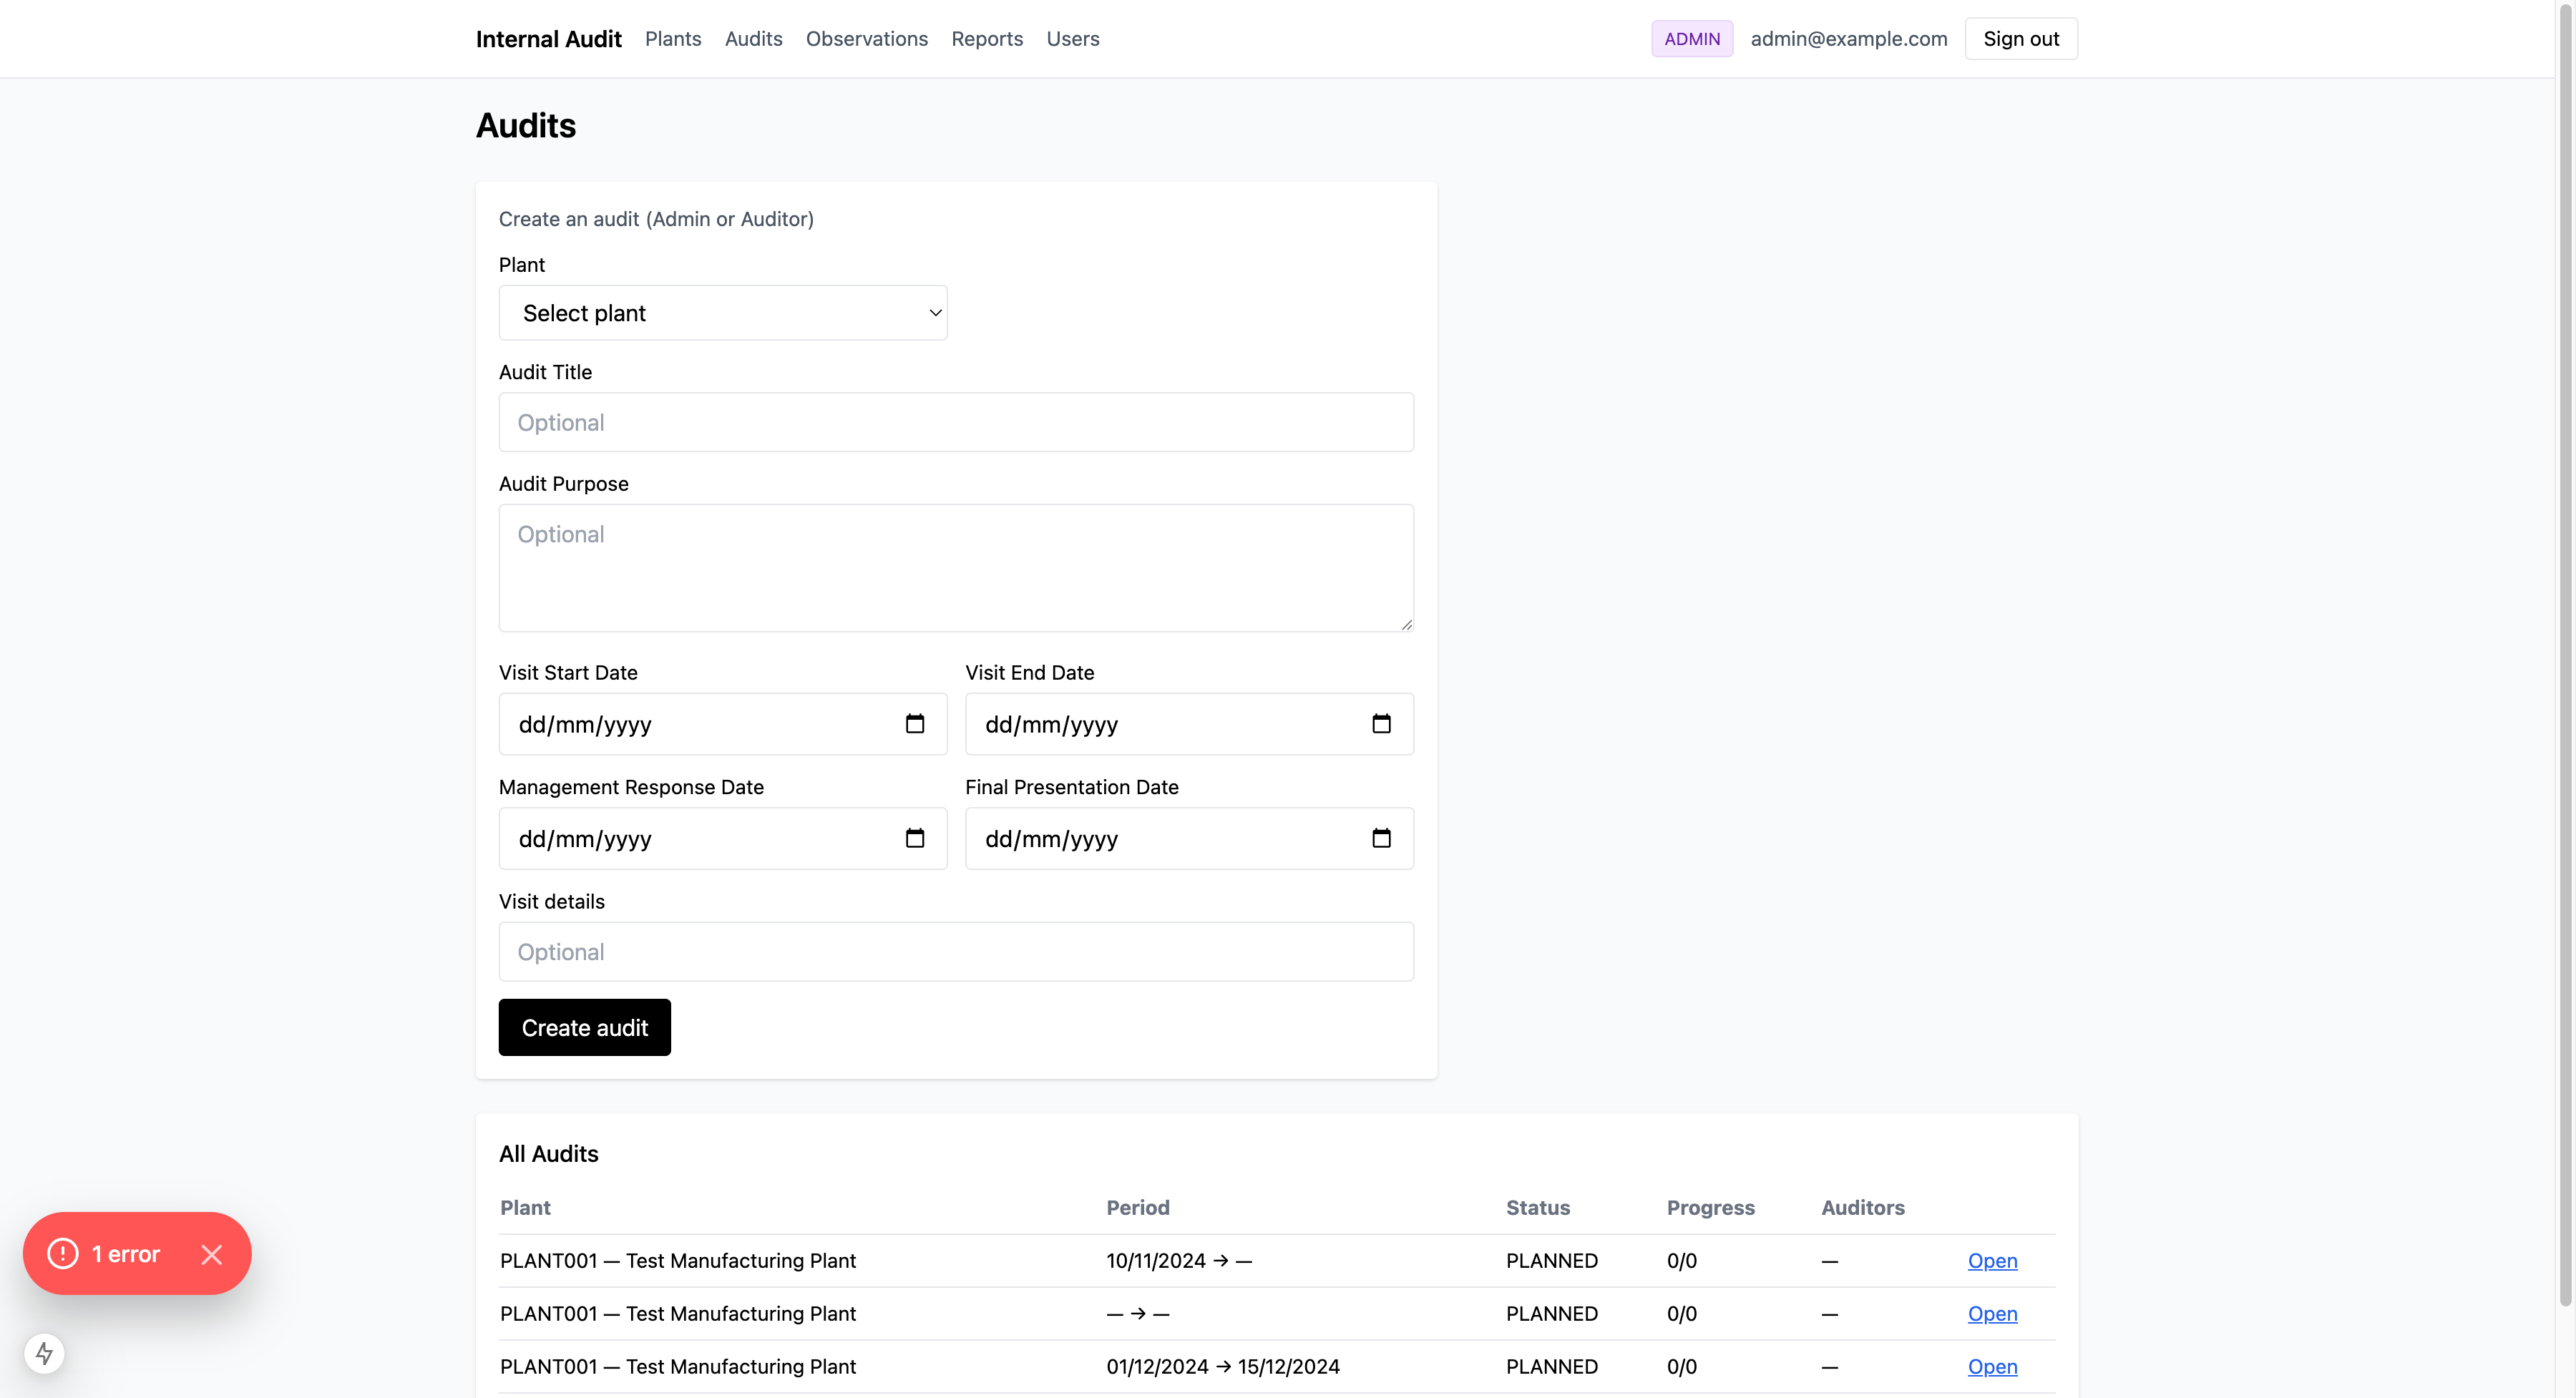 Internal Audit Plants Audits Observations Reports Users ADMIN admin@example.com Sign out
Audits
Create an audit (Admin or Auditor)
Plant
Select plant
Audit Title
Optional
Audit Purpose
Optional
Visit Start Date Visit End Date
dd/mm/yyyy dd/mm/yyyy
Management Response Date Final Presentation Date
dd/mm/yyyy dd/mm/yyyy
Visit details
Optional
Create audit
All Audits
Plant Period Status Progress Auditors
PLANT001 — Test Manufacturing Plant 10/11/2024 → — PLANNED 0/0 — Open
PLANT001 — Test Manufacturing Plant — → — PLANNED 0/0 — Open
PLANT001 — Test Manufacturing Plant 01/12/2024 → 15/12/2024 PLANNED 0/0 — Open
1 error